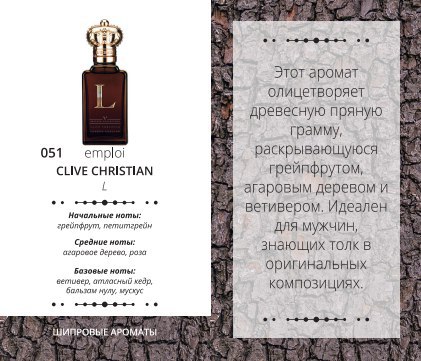 L
051 emploi
CLIVE CHRISTIAN
L
Начальные ноты:
грейпфрут, петитгрейн
Средние ноты:
агаровое дерево, роза
Базовые ноты:
ветивер, атласный кедр,
бальзам нулу, мускус
ШИПРОВЫЕ АРОМАТЫ
Этот аромат
олицетворяет
древесную пряную
грамму,
раскрывающуюся
грейпфрутом,
агаровым деревом и
ветивером. Идеален
для мужчин,
знающих толк в
оригинальных
композициях.